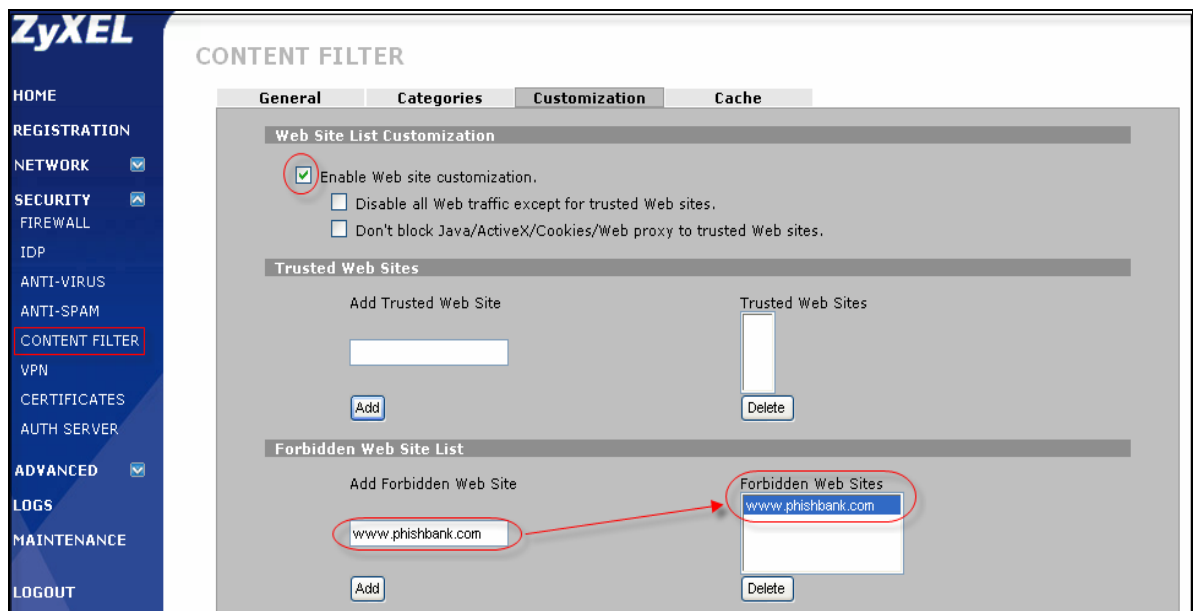 ZyXEL
CONTENT FILTER
HOME
REGISTRATION
NETWORK
SECURITY
FIREWALL
IDP
ANTI-VIRUS
ANTI-SPAM
CONTENT FILTER
VPN
CERTIFICATES
AUTH SERVER
ADVANCED
LOGS
MAINTENANCE
LOGOUT
General Categories Customization Cache
Web Site List Customization
Enable Web site customization.
Disable all Web traffic except for trusted Web sites.
Don't block Java/ActiveX/Cookies/Web proxy to trusted Web sites.
Trusted Web Sites
Add Trusted Web Site Trusted Web Sites
Add Delete
Forbidden Web Site List
Add Forbidden Web Site Forbidden Web Sites
www.phishbank.com www.phishbank.com
Add Delete